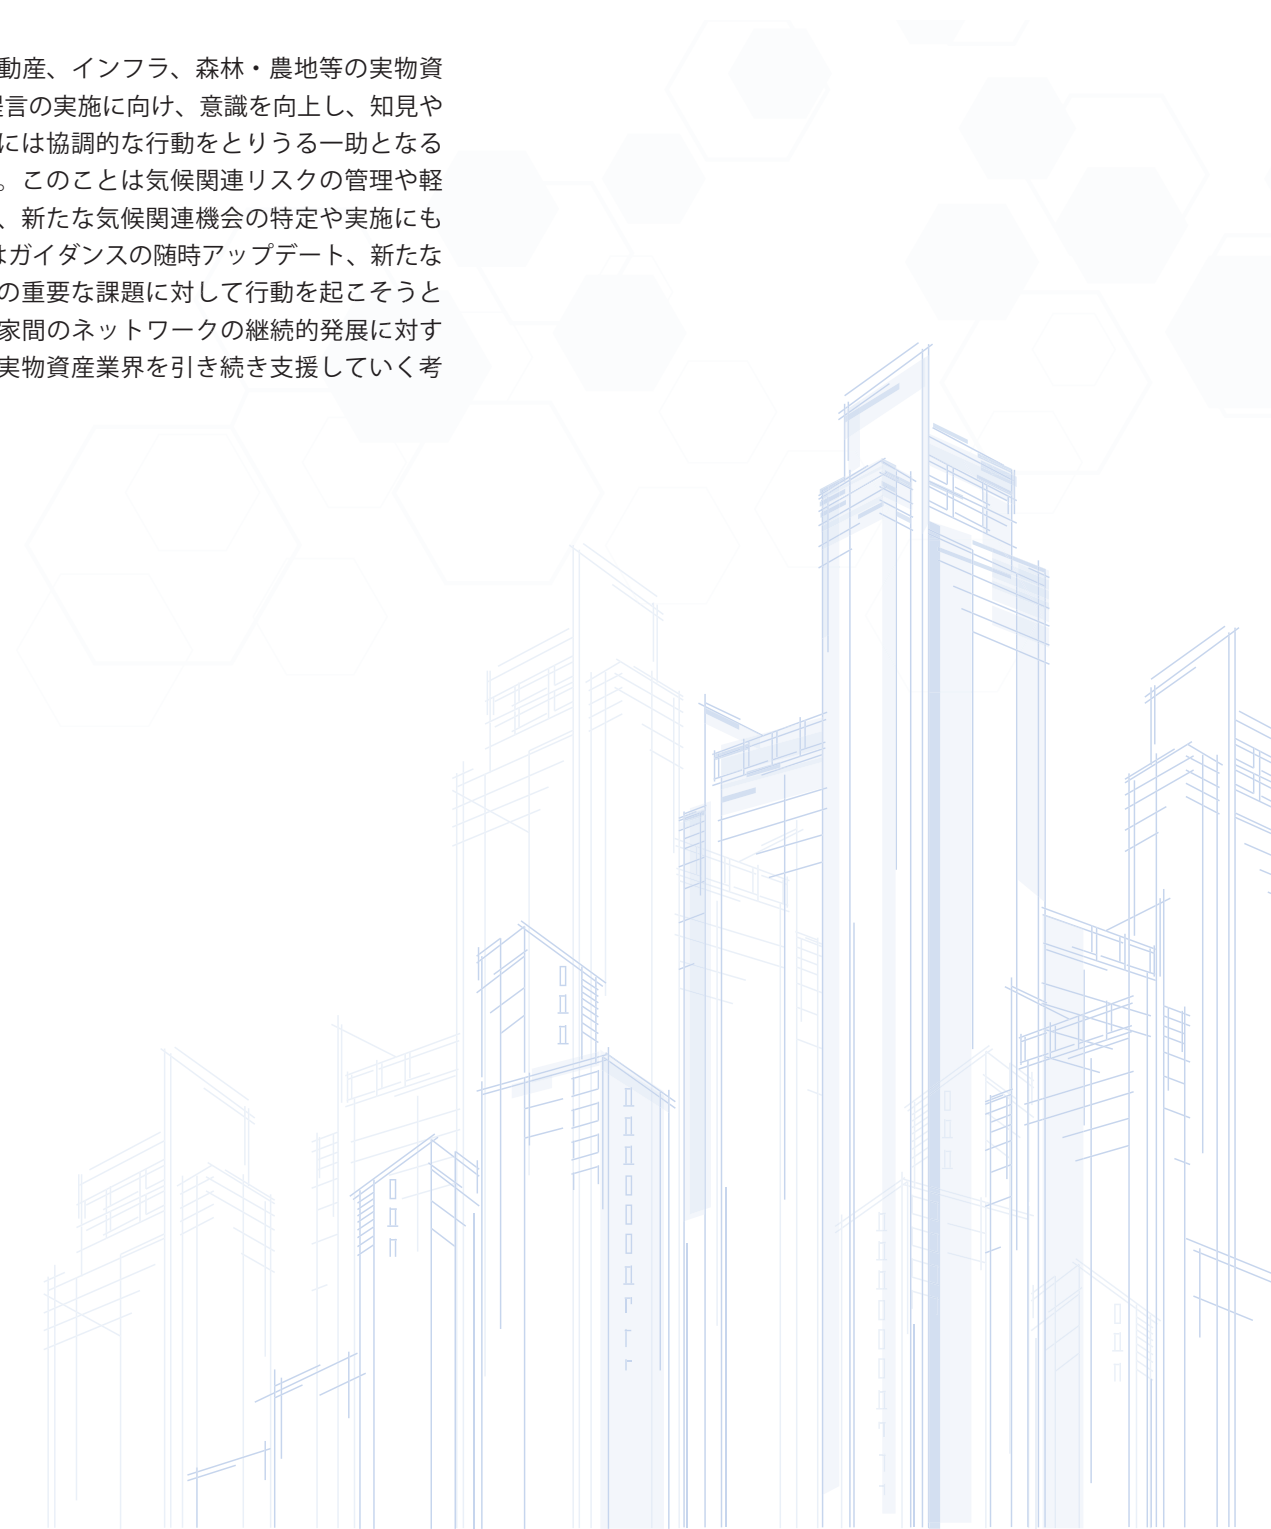 動産、インフラ、森林・農地等の実物資
言の実施に向け、意識を向上し、知見や
には協調的な行動をとりうる一助となる
。このことは気候関連リスクの管理や軽
、新たな気候関連機会の特定や実施にも
はガイダンスの随時アップデート、新たな
の重要な課題に対して行動を起こそうと
家間のネットワークの継続的発展に対す
実物資産業界を引き続き支援していく考